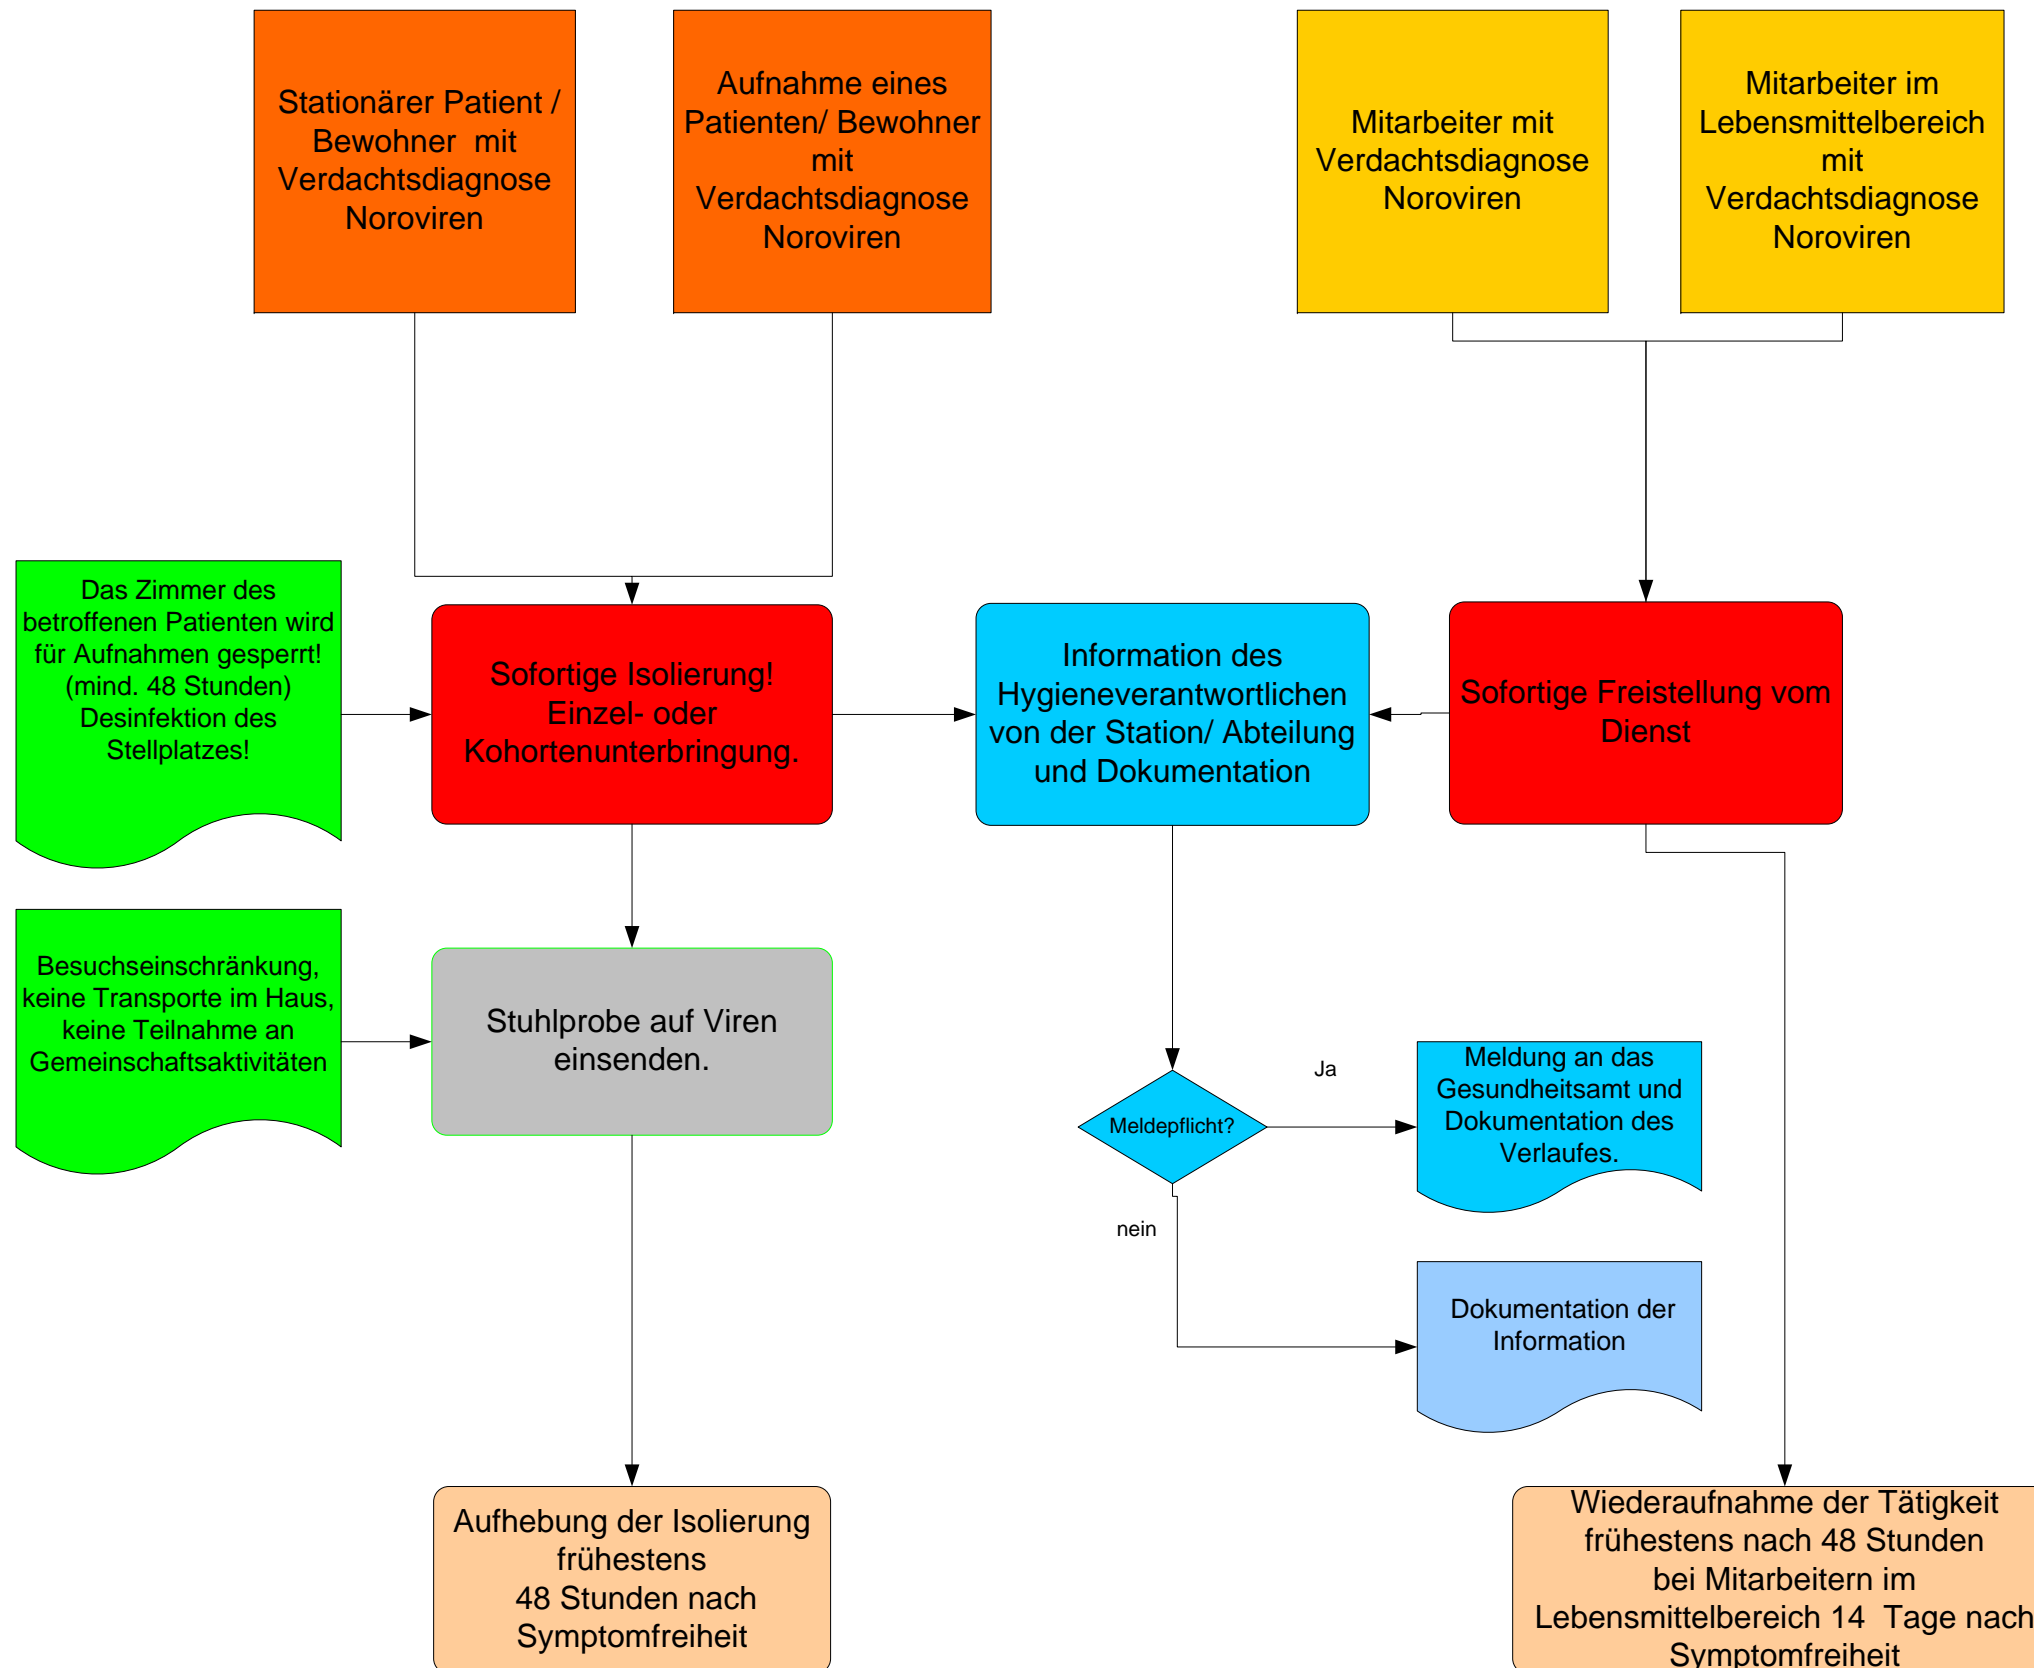 Stationärer Patient /
Bewohner mit
Verdachtsdiagnose
Noroviren
Aufnahme eines
Patienten/ Bewohner
mit
Verdachtsdiagnose
Noroviren
Mitarbeiter mit
Verdachtsdiagnose
Noroviren
Mitarbeiter im
Lebensmittelbereich
mit
Verdachtsdiagnose
Noroviren
Das Zimmer des
betroffenen Patienten wird
für Aufnahmen gesperrt!
(mind. 48 Stunden)
Desinfektion des
Stellplatzes!
Sofortige Isolierung!
Einzel- oder
Kohortenunterbringung.
Information des
Hygieneverantwortlichen
von der Station/ Abteilung
und Dokumentation
Sofortige Freistellung vom
Dienst
Besuchseinschränkung,
keine Transporte im Haus,
keine Teilnahme an
Gemeinschaftsaktivitäten
Stuhlprobe auf Viren
einsenden.
Meldepflicht?
Ja
Meldung an das
Gesundheitsamt und
Dokumentation des
Verlaufes.
nein
Dokumentation der
Information
Aufhebung der Isolierung
frühestens
48 Stunden nach
Symptomfreiheit
Wiederaufnahme der Tätigkeit
frühestens nach 48 Stunden
bei Mitarbeitern im
Lebensmittelbereich 14 Tage nach
Symptomfreiheit